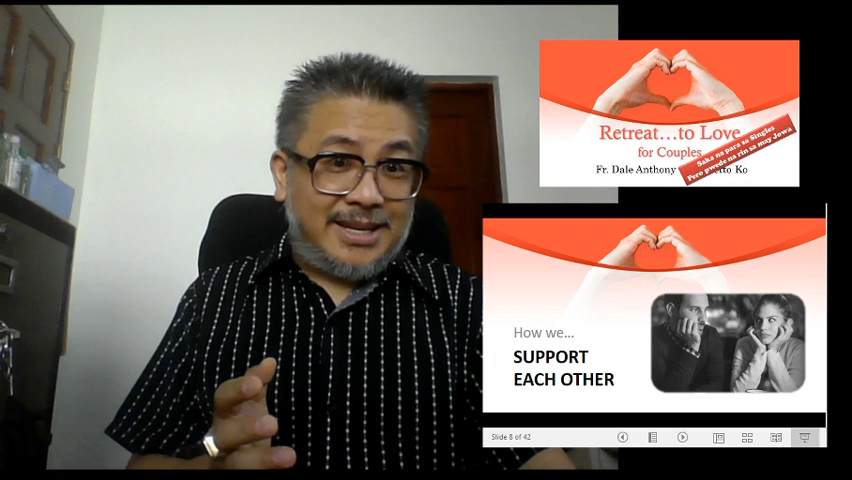 Retreat…to Love
for Couples
Saka na para sa Singles
Pero pwede na rin sa may Jowa
Fr. Dale Anthony
Ko
How we…
SUPPORT
EACH OTHER
Slide 8 of 42